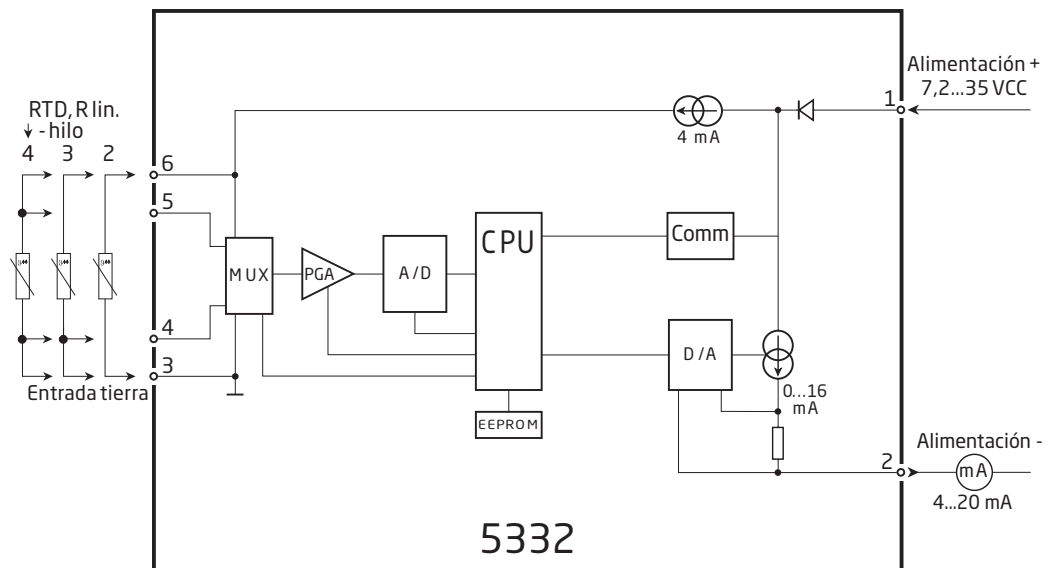 Alimentación +
7,2...35 VCC
1
RTD, R lin.
↓ - hilo
4 3 2
4 mA
6
5
CPU
Comm
MUX
PGA
A/D
4
D/A
3
Entrada tierra
0...16
mA
EEPROM
Alimentación -
2
mA
4...20 mA
5332